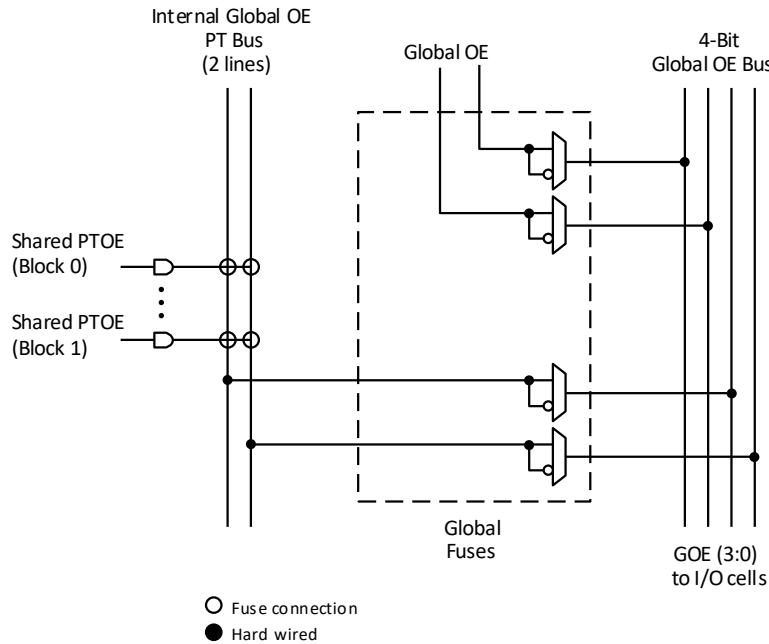 Internal Global OE
PT Bus
(2 lines)
Global OE
4-Bit
Global OE Bus
Shared PTOE
(Block 0)
Shared PTOE
(Block 1)
Global
Fuses
GOE (3:0)
to I/O cells
Fuse connection
Hard wired